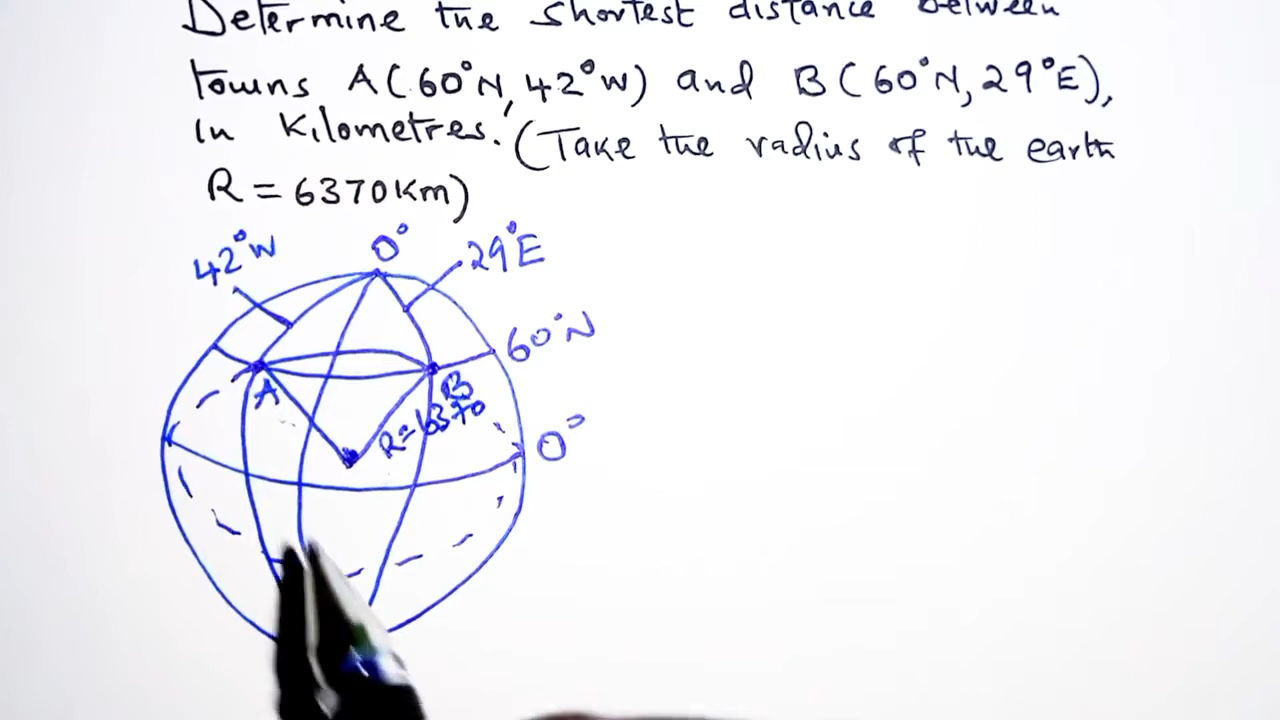 Determine the shortest distance between
towns A(60°N, 42°W) and B(60°N, 29°E),
in Kilometres. (Take the radius of the earth
R = 6370Km)
42°W
0°
29°E
60°N
A
B
R=6370
0°